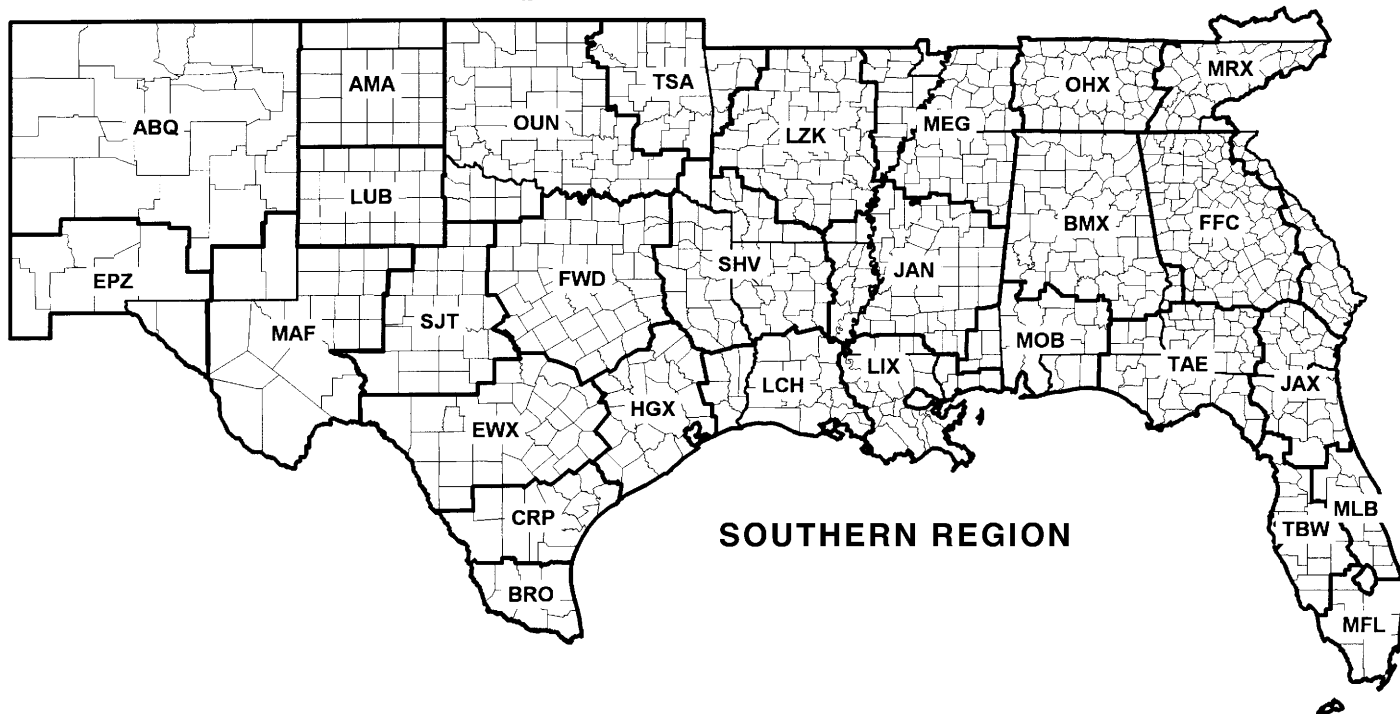 OHX
MRX
AMA
TSA
OUN
MEG
ABQ
LZK
LUB
BMX
FFC
SHV
JAN
EPZ
FWD
SJT
MAF
MOB
LIX
TAE
LCH
JAX
HGX
EWX
MLB
CRP
TBW
SOUTHERN REGION
BRO
MFL